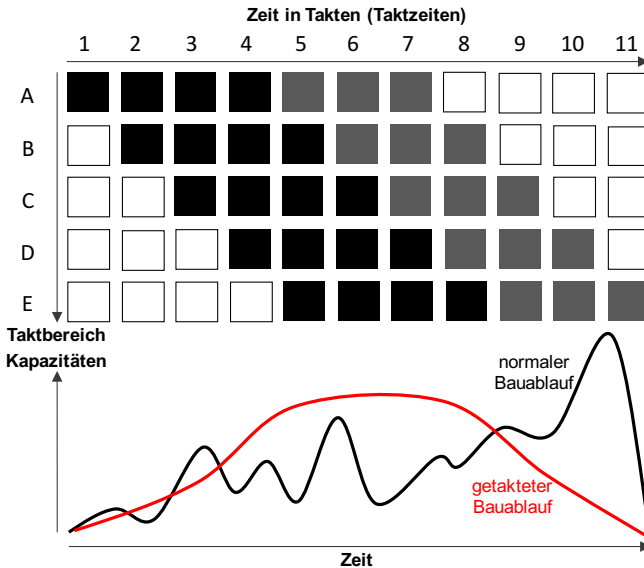 Zeit in Takten (Taktzeiten)
1 2 3 4 5 6 7 8 9 10 11
A
B
C
D
E
Taktbereich
Kapazitäten
normaler
Bauablauf
getakteter
Bauablauf
Zeit